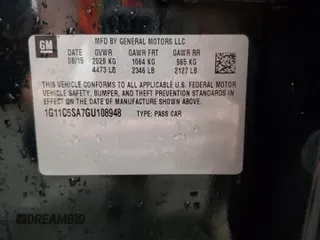 GM
MFD BY GENERAL MOTORS LLC
DATE GVWR GAWR FRT GAWR RR
08/15 2029 KG 1064 KG 965 KG
4473 LB 2346 LB 2127 LB
THIS VEHICLE CONFORMS TO ALL APPLICABLE
U.S. FEDERAL MOTOR VEHICLE SAFETY, BUMPER, AND
THEFT PREVENTION STANDARDS IN EFFECT ON THE DATE
OF MANUFACTURE SHOWN ABOVE.
1G11C5SA7GU108948 TYPE: PASS CAR
DREAMBID